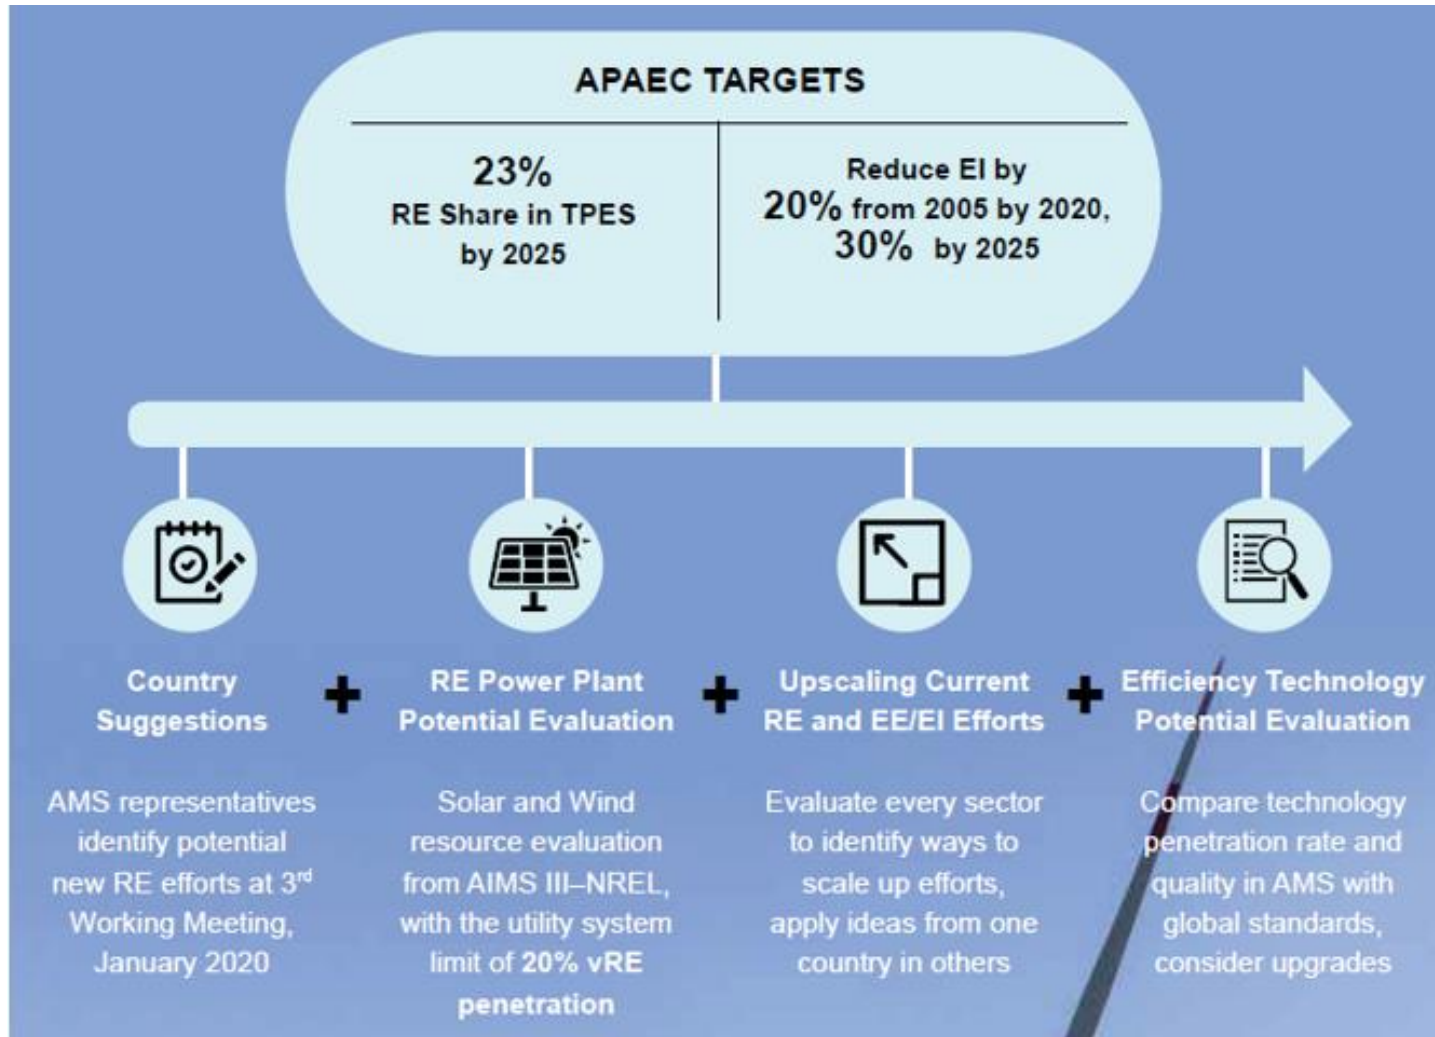 APAEC TARGETS
23%
RE Share in TPES
by 2025
Reduce EI by
20% from 2005 by 2020,
30% by 2025
Country
Suggestions
AMS representatives
identify potential
new RE efforts at 3rd
Working Meeting,
January 2020
RE Power Plant
Potential Evaluation
Solar and Wind
resource evaluation
from AIMS III–NREL,
with the utility system
limit of 20% vRE
penetration
Upscaling Current
RE and EE/EI Efforts
Evaluate every sector
to identify ways to
scale up efforts,
apply ideas from one
country in others
Efficiency Technology
Potential Evaluation
Compare technology
penetration rate and
quality in AMS with
global standards,
consider upgrades